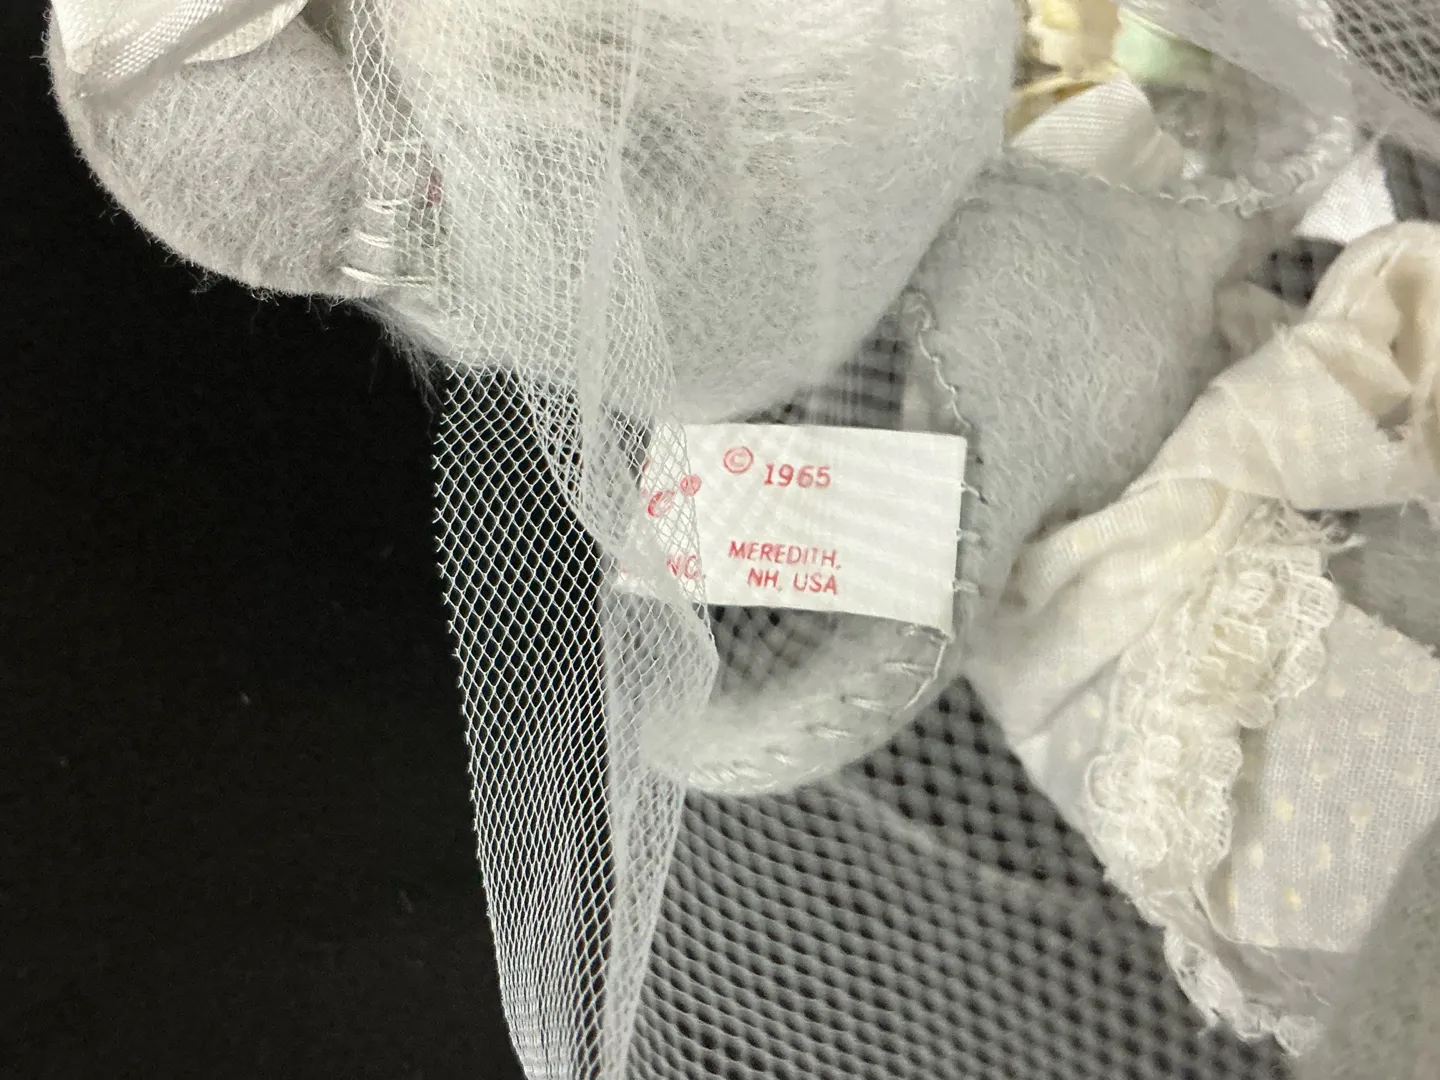 © 1965
MEREDITH,
NH, USA